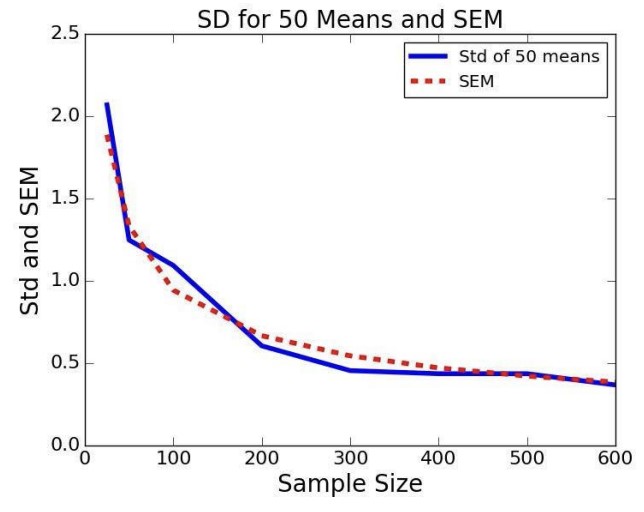 SD for 50 Means and SEM
2.5
2.0
1.5
1.0
0.5
0.0
Std and SEM
Std of 50 means
SEM
0 100 200 300 400 500 600
Sample Size